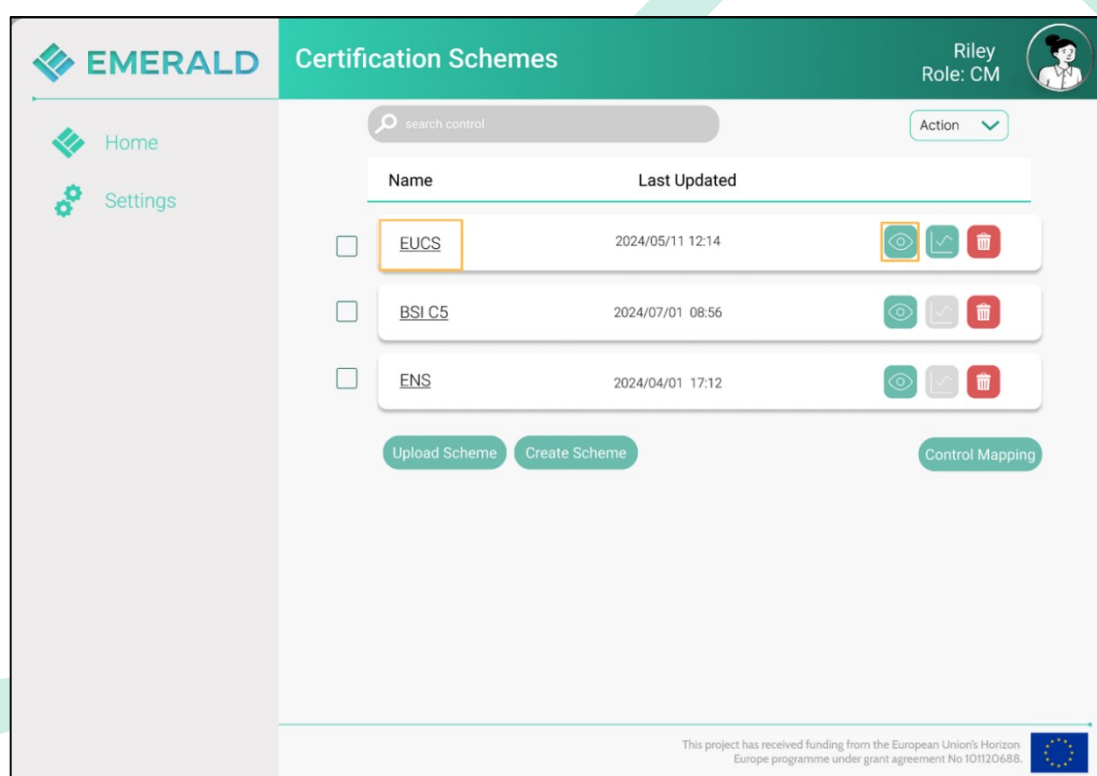 EMERALD
Certification Schemes
Riley
Role: CM
Home
Settings
search control
Action
Name Last Updated
EUCS 2024/05/11 12:14
BSI C5 2024/07/01 08:56
ENS 2024/04/01 17:12
Upload Scheme Create Scheme Control Mapping
This project has received funding from the European Union's Horizon
Europe programme under grant agreement No 101120688.